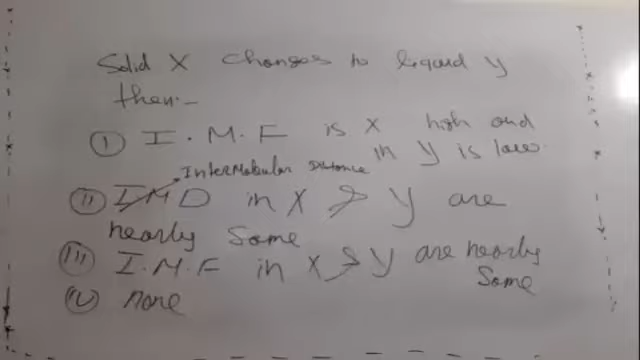 Solid X changes to liquid y
then:-
(I) I.M.F is X high and
in Y is low.
InterMolecular Distance
(II) IMD in X & Y are
nearly Same
(III) I.M.F in X & Y are nearly
Same
(IV) none